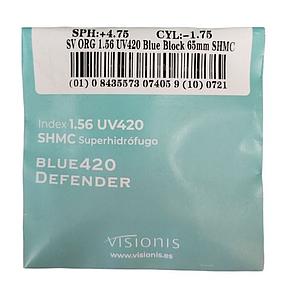 SPH:+4.75 CYL:-1.75
SV ORG 1.56 UV420 Blue Block 65mm SHMC
(01) 0 8435573 07405 9 (10) 0721
Index 1.56 UV420
SHMC Superhidrófugo
BLUE420
DEFENDER
VISIONIS
www.visionis.es